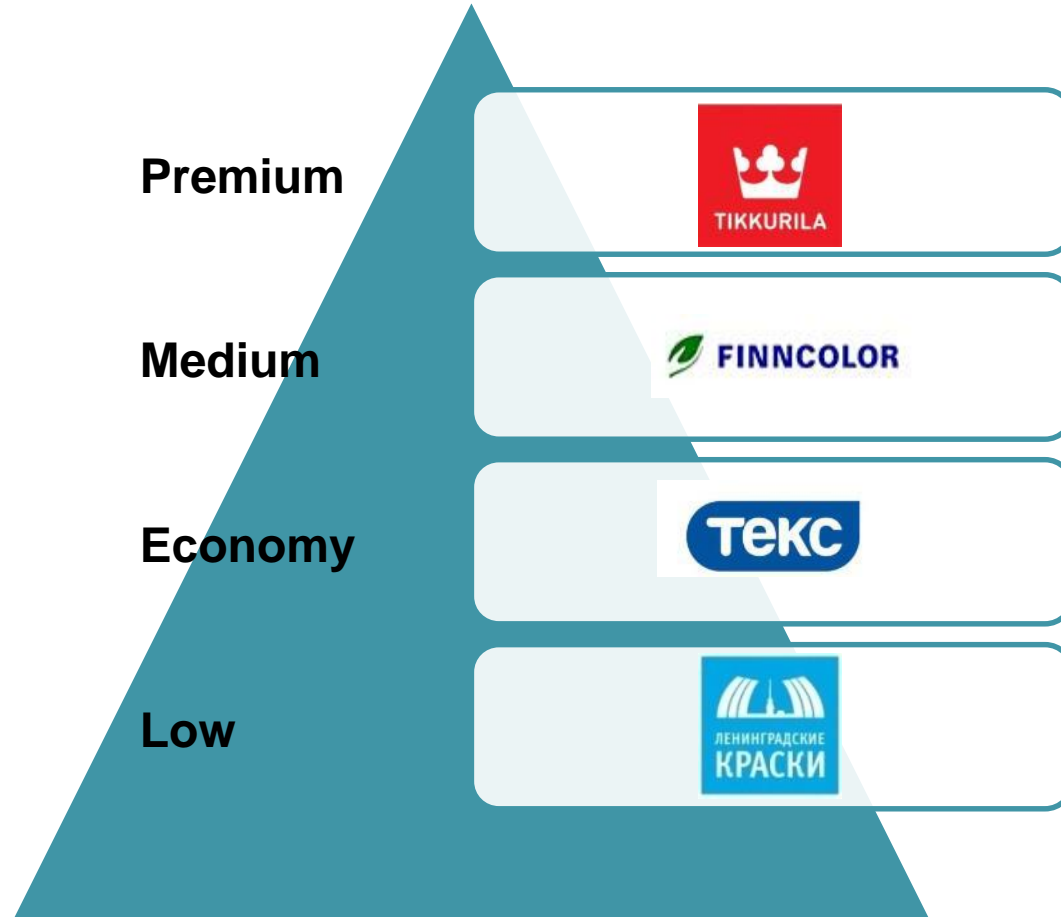 Premium
TIKKURILA
Medium
FINNCOLOR
Economy
текс
Low
ЛЕНИНГРАДСКИЕ
КРАСКИ